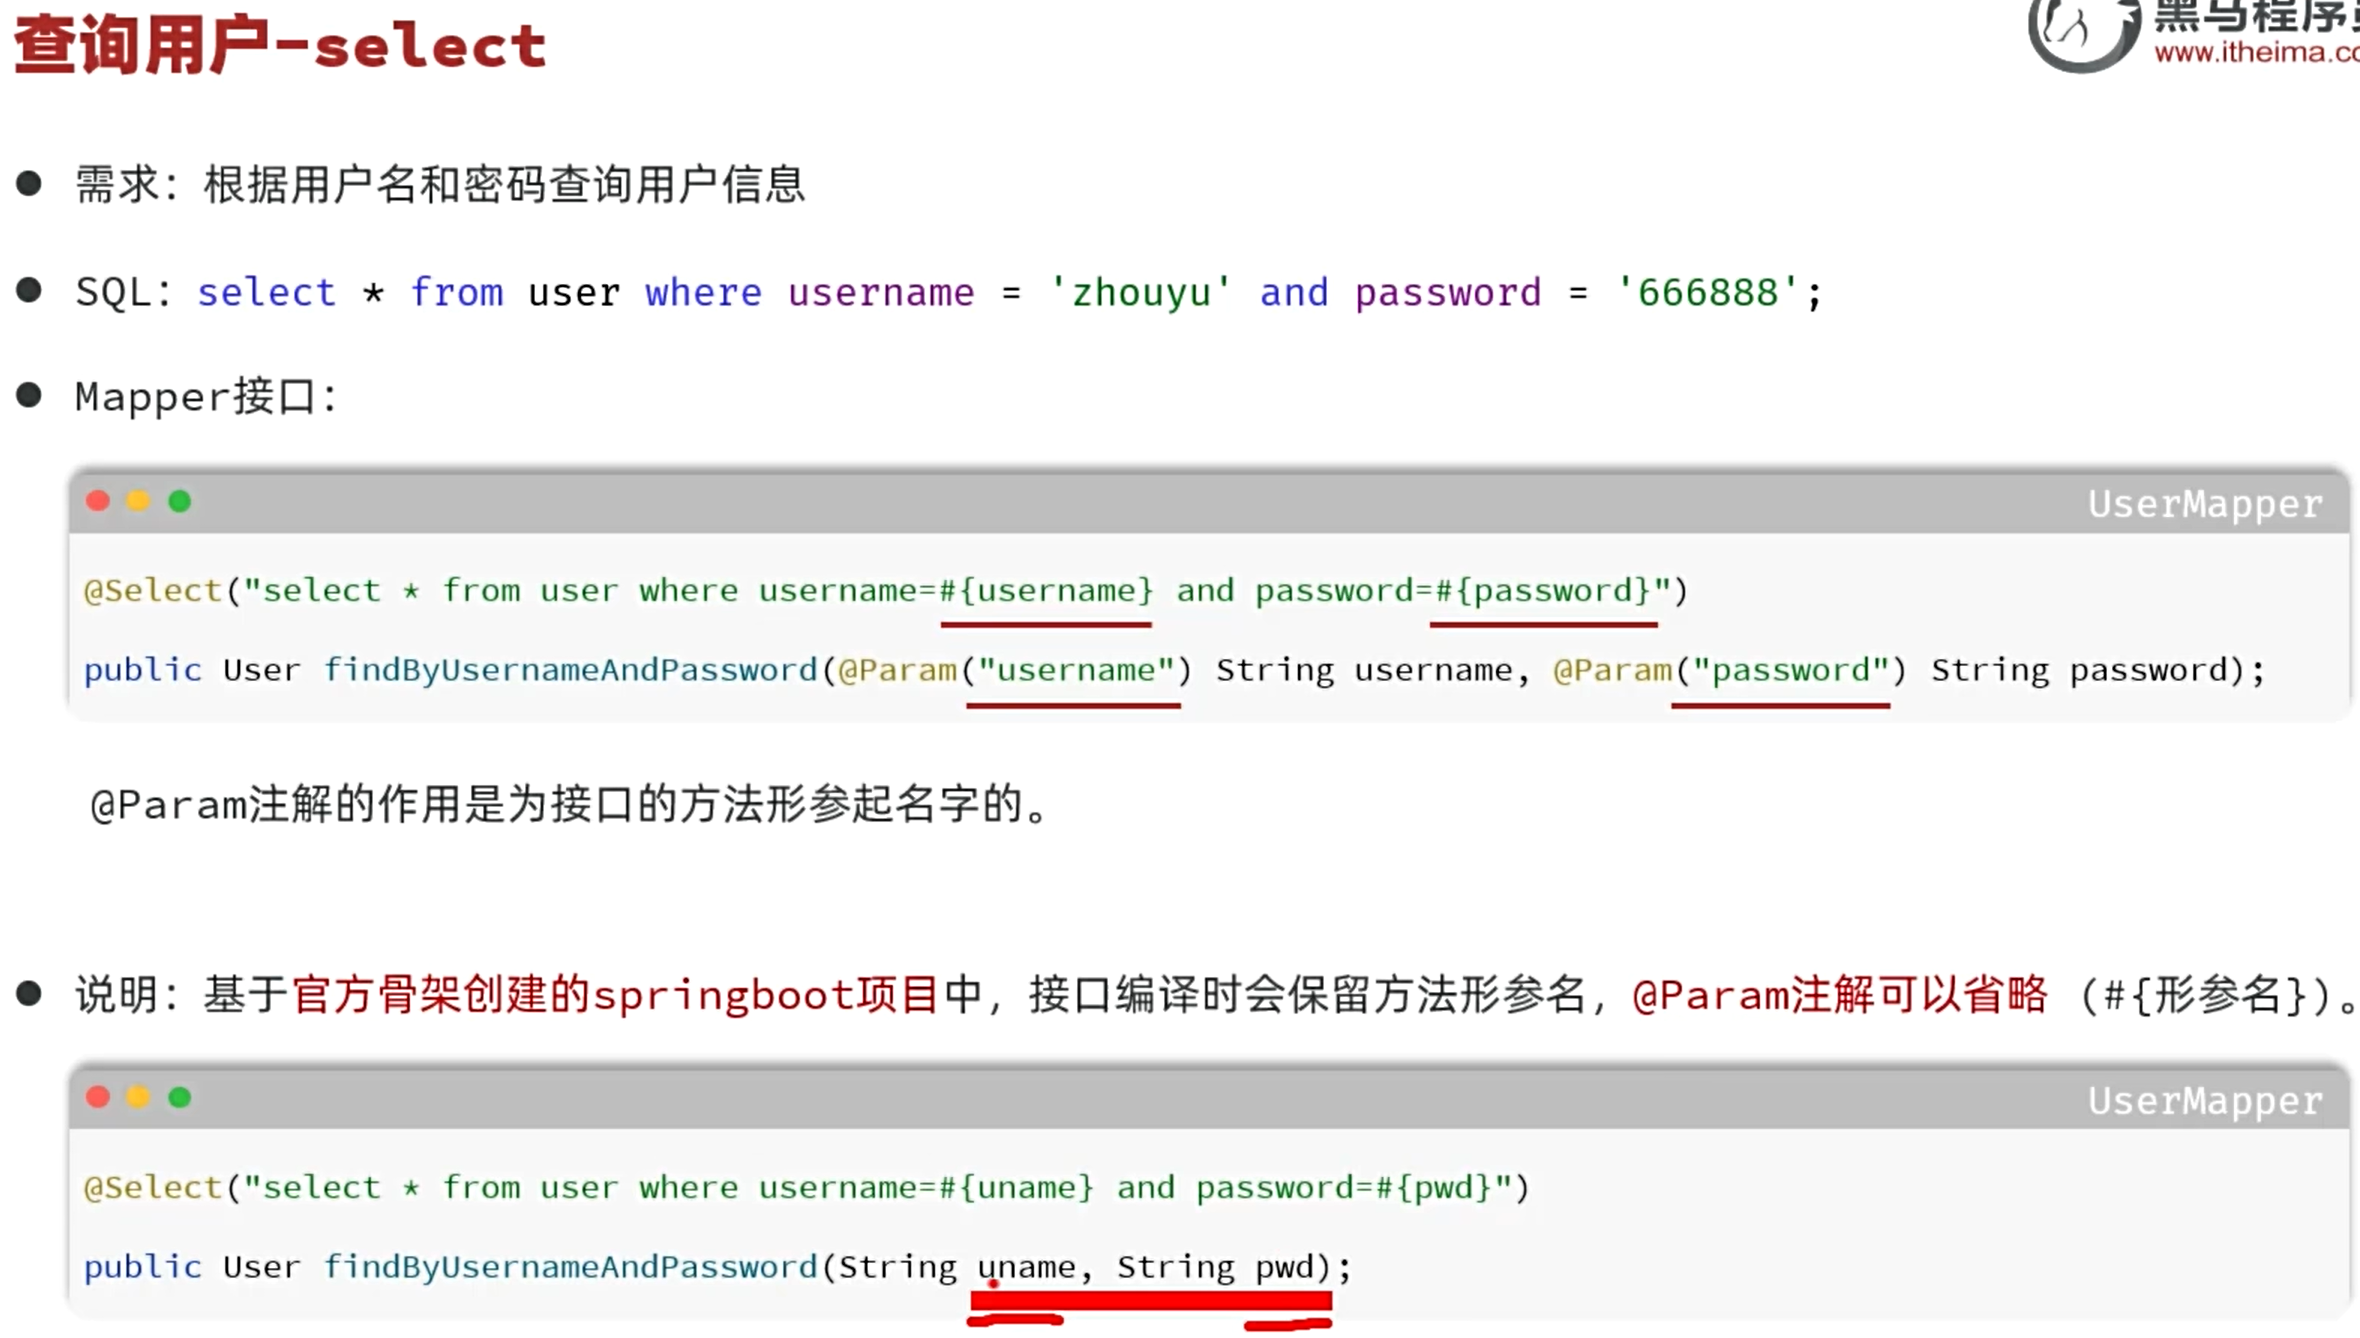 查询用户-select
黑马程序员
www.itheima.co
需求：根据用户名和密码查询用户信息
SQL：select * from user where username = 'zhouyu' and password = '666888';
Mapper接口：
UserMapper
@Select("select * from user where username=#{username} and password=#{password}")
public User findByUsernameAndPassword(@Param("username") String username, @Param("password") String password);
@Param注解的作用是为接口的方法形参起名字的。
说明：基于官方骨架创建的springboot项目中，接口编译时会保留方法形参名，@Param注解可以省略 (#{形参名})。
UserMapper
@Select("select * from user where username=#{uname} and password=#{pwd}")
public User findByUsernameAndPassword(String uname, String pwd);